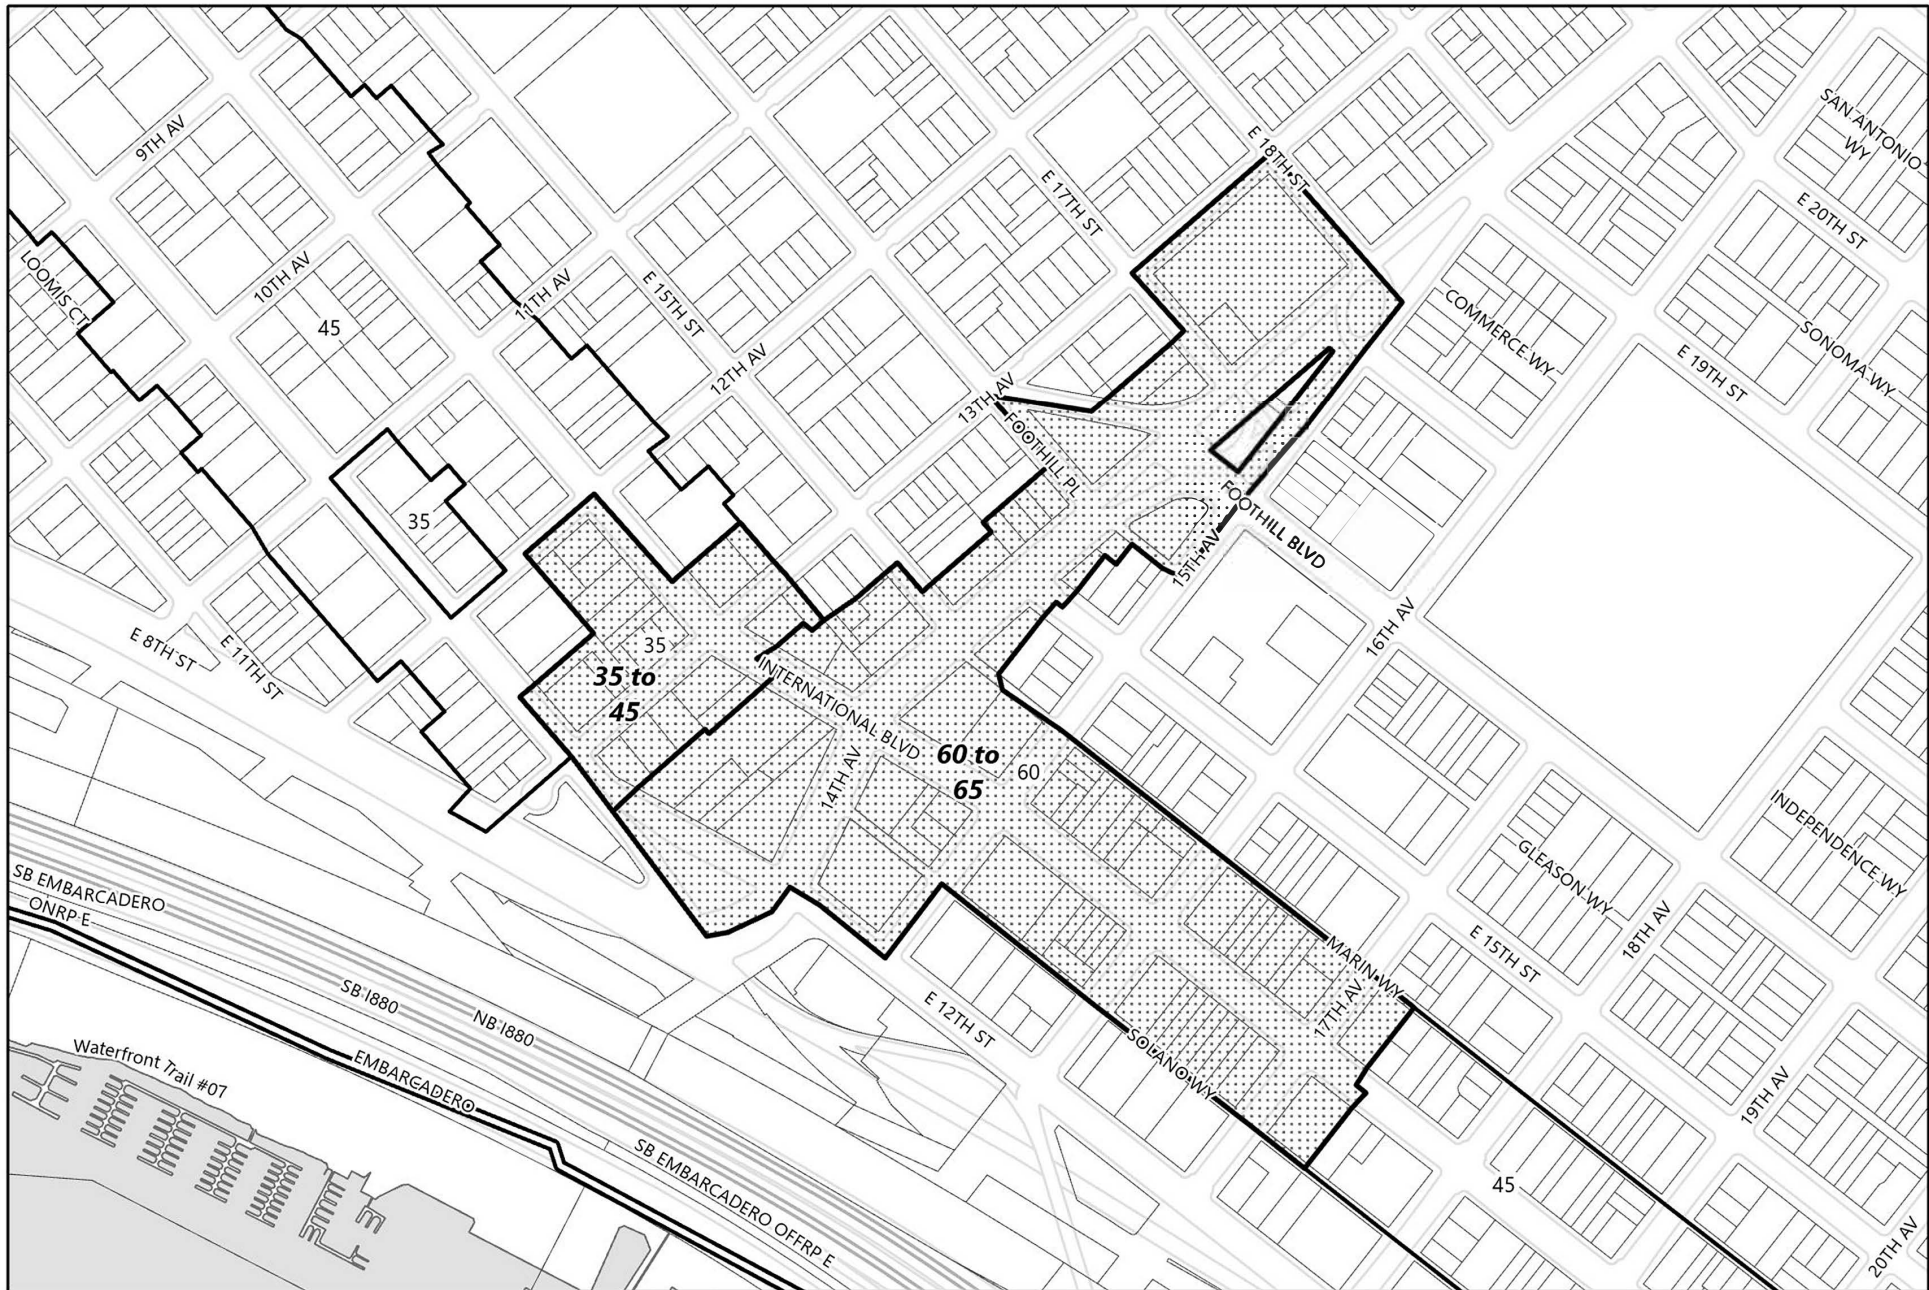 SAN ANTONIO
WY
9TH AV
E 18TH ST
E 17TH ST
E 20TH ST
LOOMIS CT
10TH AV
11TH AV
E 15TH ST
COMMERCE WY
45
SONOMA WY
12TH AV
E 19TH ST
13TH AV
FOOTHILL PL
35
FOOTHILL BLVD
15TH AV
E 8TH ST
E 11TH ST
16TH AV
35
35 to
45
INTERNATIONAL BLVD
14TH AV
60 to
65
60
INDEPENDENCE WY
GLEASON WY
SB EMBARCADERO
ONRP E
18TH AV
E 15TH ST
MARIN WY
17TH AV
SB I880
NB I880
E 12TH ST
SOLANO WY
Waterfront Trail #07
EMBARCADERO
19TH AV
SB EMBARCADERO OFFRP E
45
20TH AV